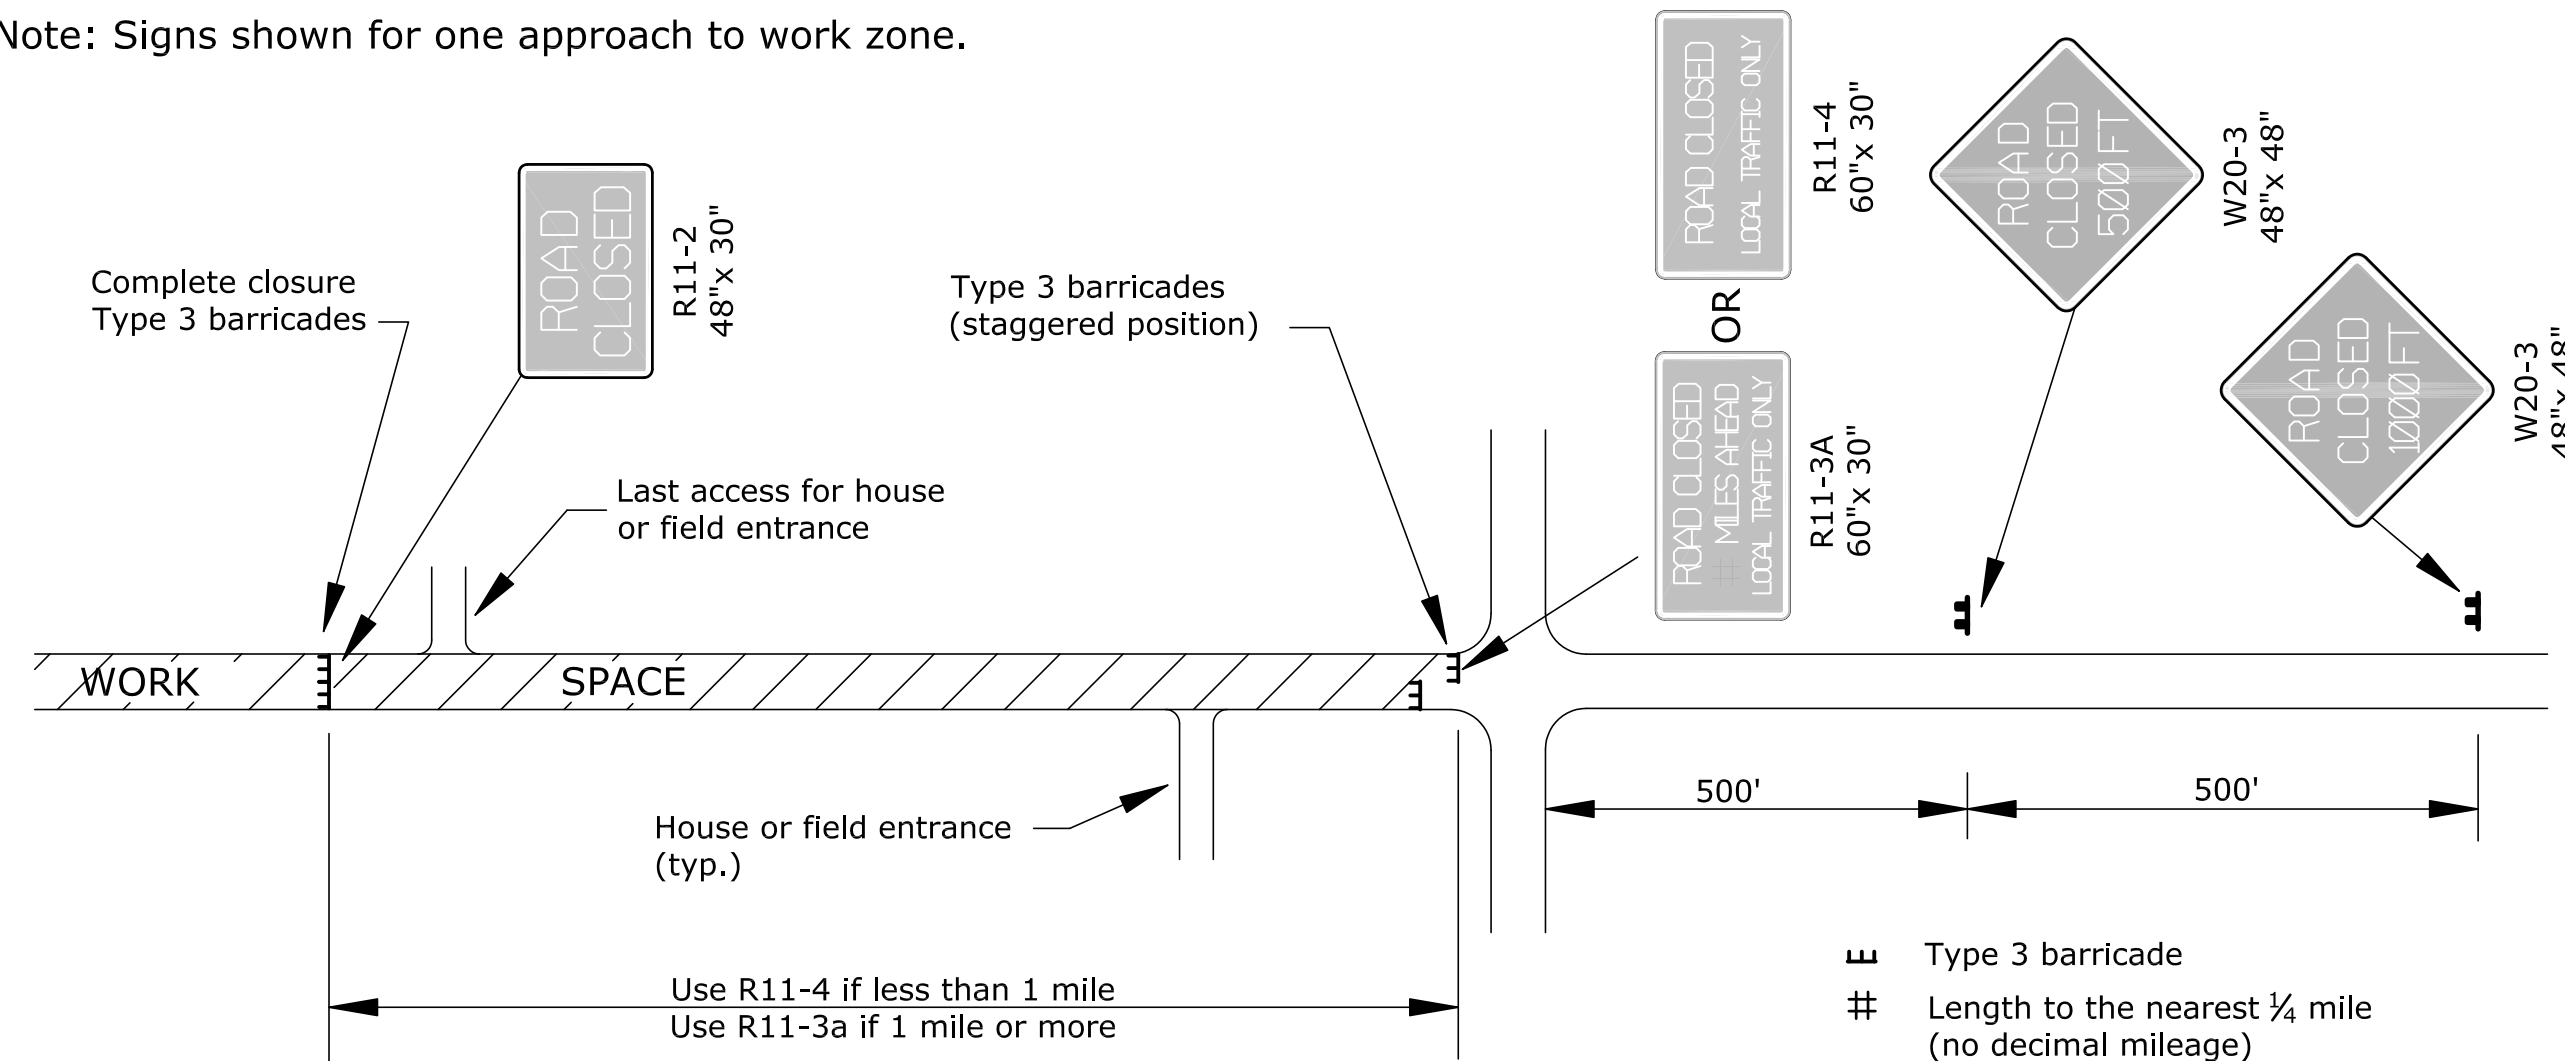 Note: Signs shown for one approach to work zone.
ROAD CLOSED
LOCAL TRAFFIC ONLY
R11-4
60"x 30"
OR
ROAD CLOSED
# MILES AHEAD
LOCAL TRAFFIC ONLY
R11-3A
60"x 30"
ROAD
CLOSED
500 FT
W20-3
48"x 48"
ROAD
CLOSED
1000 FT
W20-3
48"x 48"
ROAD
CLOSED
R11-2
48"x 30"
Complete closure
Type 3 barricades
Type 3 barricades
(staggered position)
Last access for house
or field entrance
WORK
SPACE
House or field entrance
(typ.)
500'
500'
Use R11-4 if less than 1 mile
Use R11-3a if 1 mile or more
Type 3 barricade
# Length to the nearest ¼ mile
(no decimal mileage)